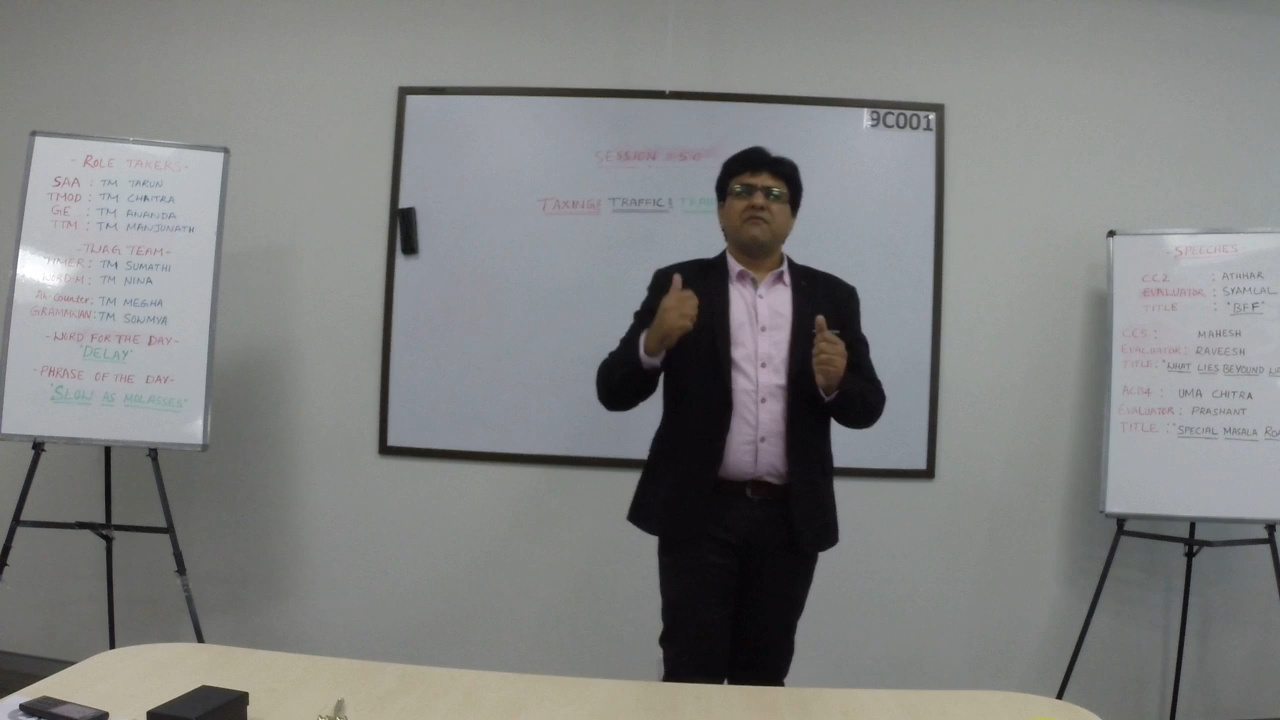 - ROLE TAKERS -
SAA : TM TARUN
TMOD : TM CHAITRA
GE : TM ANANDA
TTM : TM MANJUNATH
- TWAG TEAM -
TIMER : TM SUMATHI
: TM NINA
Ah counter : TM MEGHA
GRAMMARIAN : TM SOWMYA
- WORD FOR THE DAY -
"DELAY"
- PHRASE OF THE DAY -
"SLOW AS MOLASSES"
9C001
SESSION # 50
TAXING! TRAFFIC!
SPEECHES
CC2 : ATHHAR
EVALUATOR : SYAMLAL
TITLE : "BFF"
CC5 : MAHESH
EVALUATOR : RAVEESH
TITLE : "WHAT LIES BEYOUND
ACB4 : UMA CHITRA
EVALUATOR : PRASHANT
TITLE : "SPECIAL MASALA